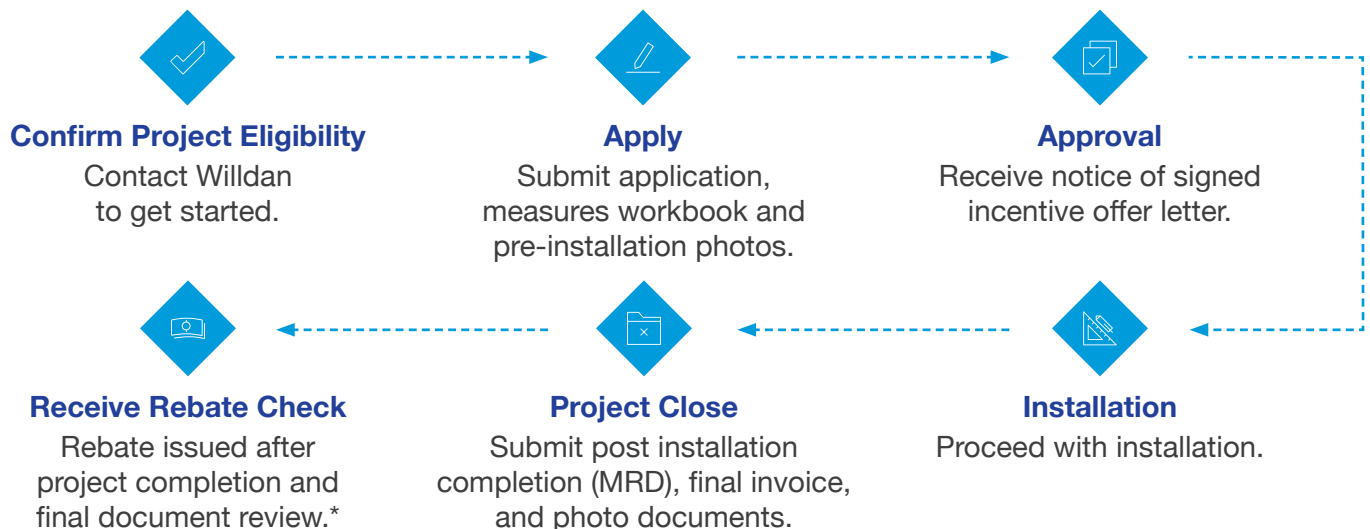 Confirm Project Eligibility
Contact Willdan
to get started.
Apply
Submit application,
measures workbook and
pre-installation photos.
Approval
Receive notice of signed
incentive offer letter.
Installation
Proceed with installation.
Project Close
Submit post installation
completion (MRD), final invoice,
and photo documents.
Receive Rebate Check
Rebate issued after
project completion and
final document review.*